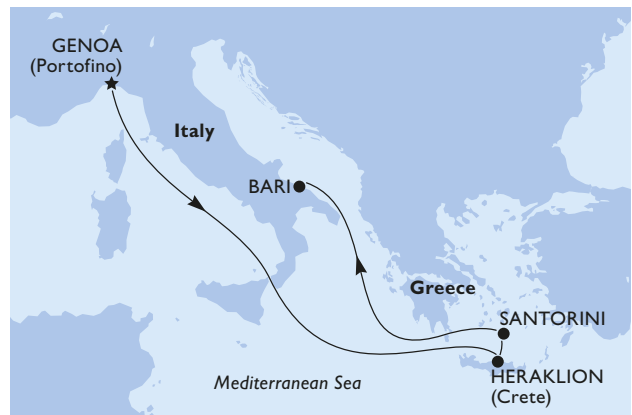 GENOA
(Portofino)
Italy
BARI
Greece
SANTORINI
HERAKLION
(Crete)
Mediterranean Sea